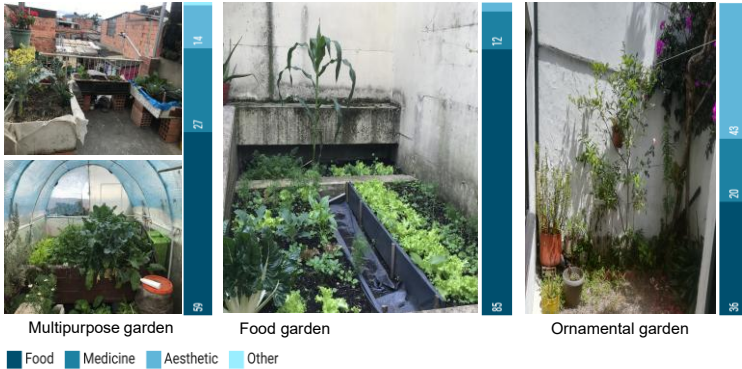 14
27
59
12
85
43
20
36
Multipurpose garden
Food garden
Ornamental garden
Food Medicine Aesthetic Other